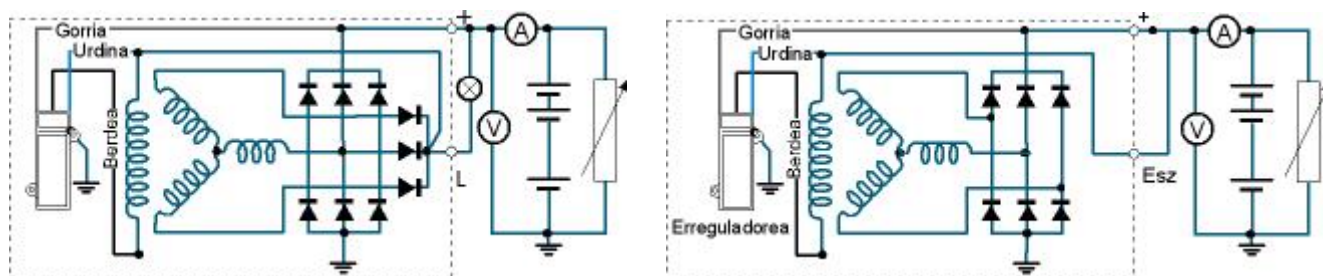 +
Gorria
A
Urdina
Berdea
V
L
+
Gorria
A
Urdina
Berdea
V
Esz
Erreguladorea